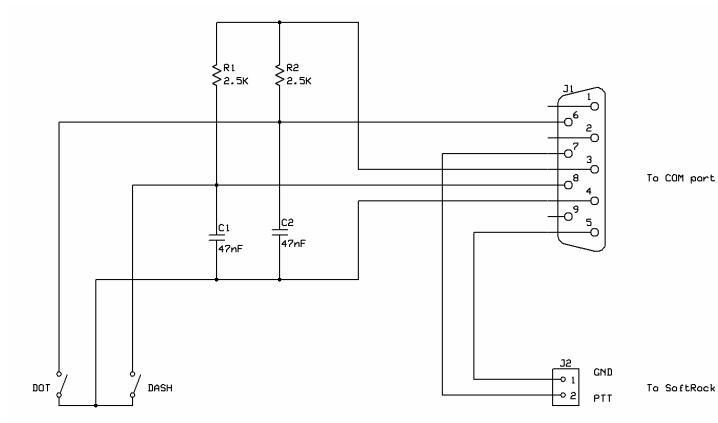 R1
2.5K
R2
2.5K
J1
1
6
2
7
3
8
4
9
5
To COM port
C1
47nF
C2
47nF
DOT
DASH
J2
1
2
GND
PTT
To SoftRock